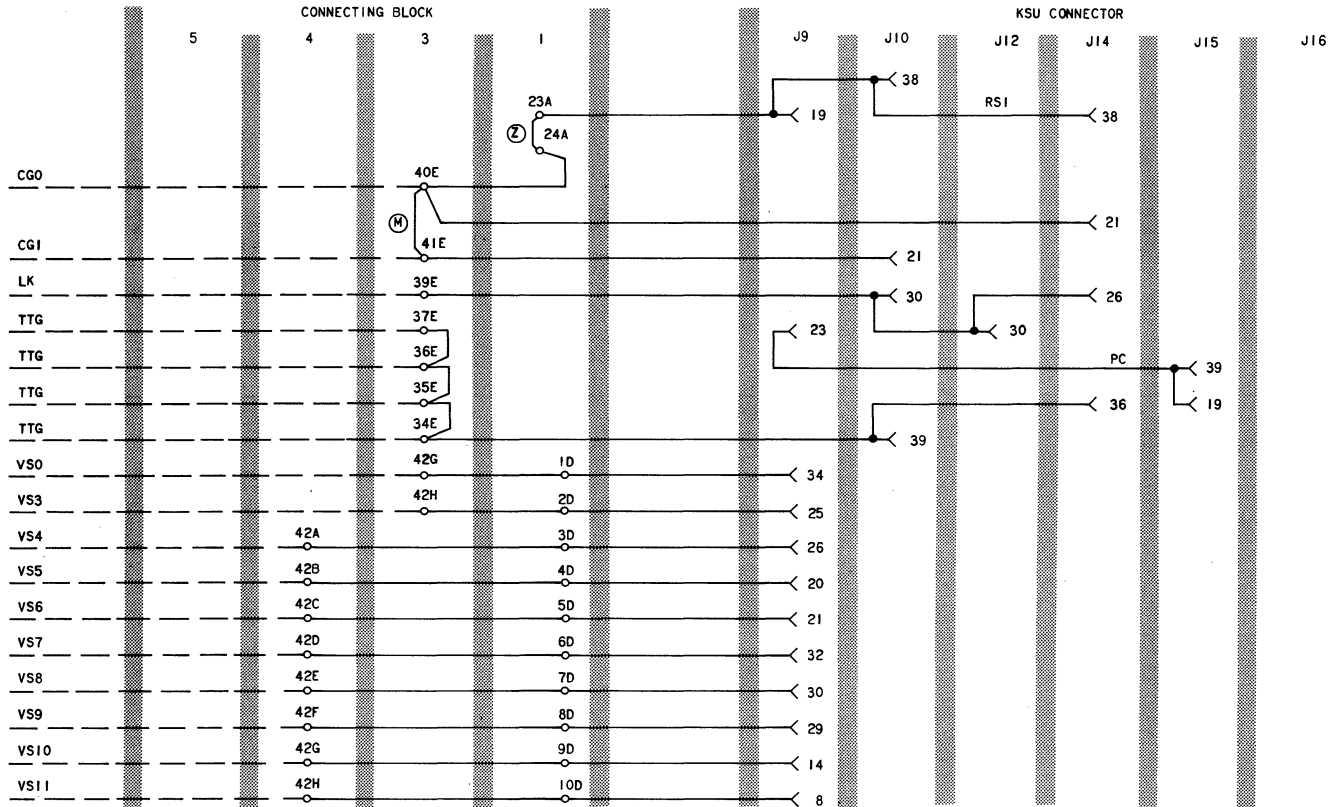 CONNECTING BLOCK KSU CONNECTOR
5 4 3 1 J9 J10 J12 J14 J15 J16
38
23A 19 RS1 38
Z 24A
CG0 40E
M 21
CG1 41E 21
LK 39E 30 26
TTG 37E 23 30
TTG 36E PC 39
TTG 35E 36 19
TTG 34E 39
VS0 42G 1D 34
VS3 42H 2D 25
VS4 42A 3D 26
VS5 42B 4D 20
VS6 42C 5D 21
VS7 42D 6D 32
VS8 42E 7D 30
VS9 42F 8D 29
VS10 42G 9D 14
VS11 42H 10D 8